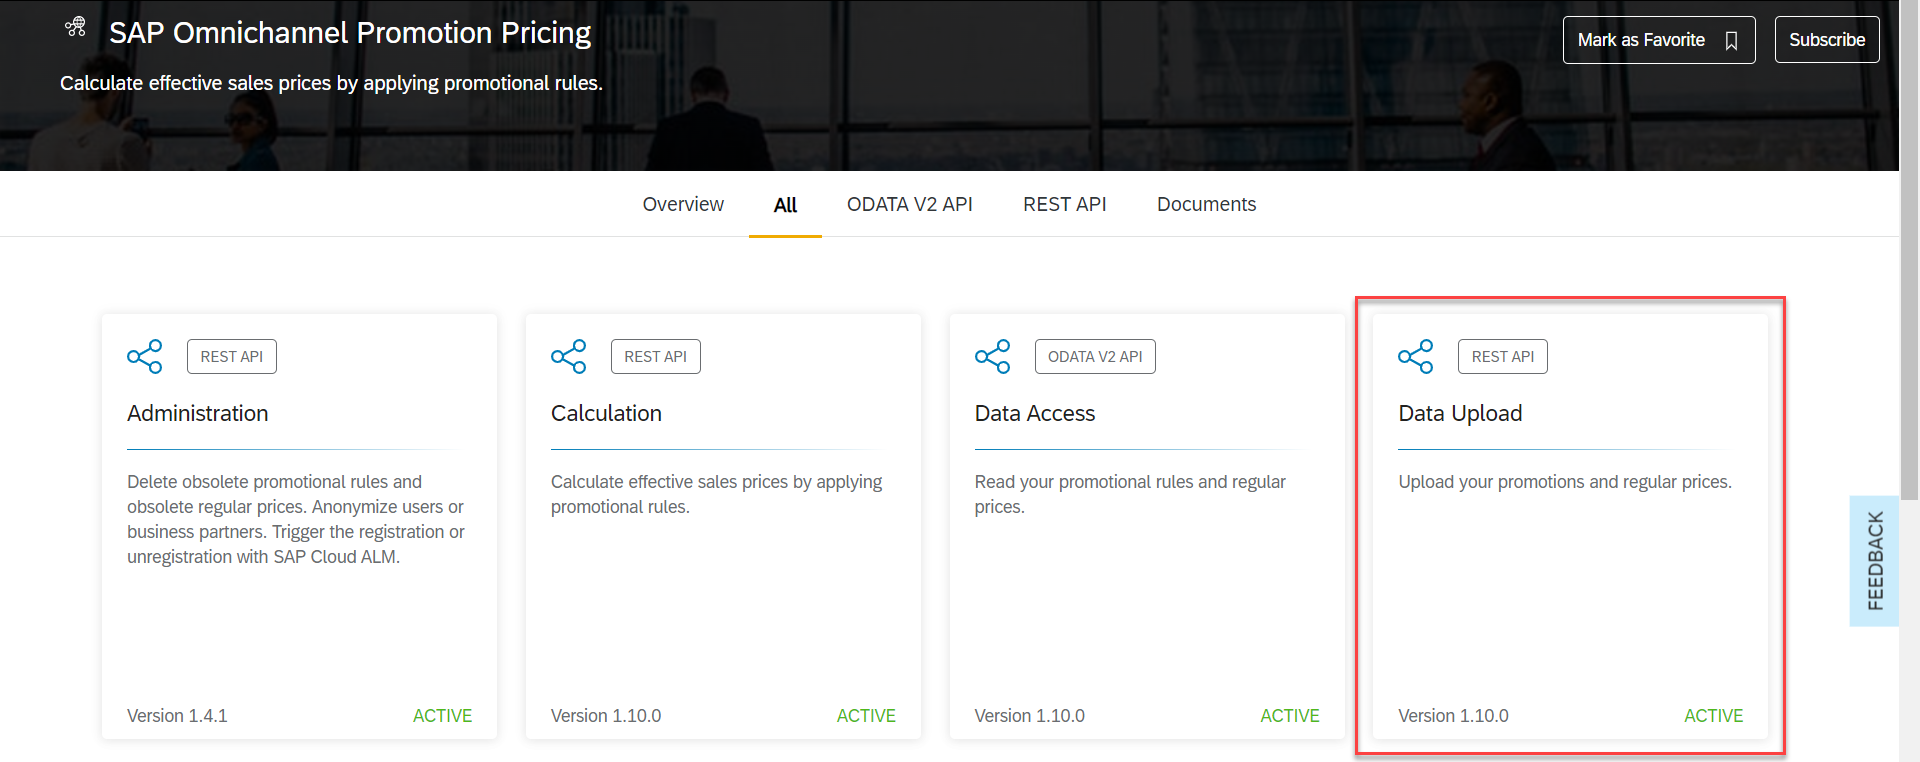 SAP Omnichannel Promotion Pricing
Mark as Favorite
Subscribe
Calculate effective sales prices by applying promotional rules.
Overview
All
ODATA V2 API
REST API
Documents
REST API
Administration
Delete obsolete promotional rules and
obsolete regular prices. Anonymize users or
business partners. Trigger the registration or
unregistration with SAP Cloud ALM.
Version 1.4.1
ACTIVE
REST API
Calculation
Calculate effective sales prices by applying
promotional rules.
Version 1.10.0
ACTIVE
ODATA V2 API
Data Access
Read your promotional rules and regular
prices.
Version 1.10.0
ACTIVE
REST API
Data Upload
Upload your promotions and regular prices.
Version 1.10.0
ACTIVE
FEEDBACK